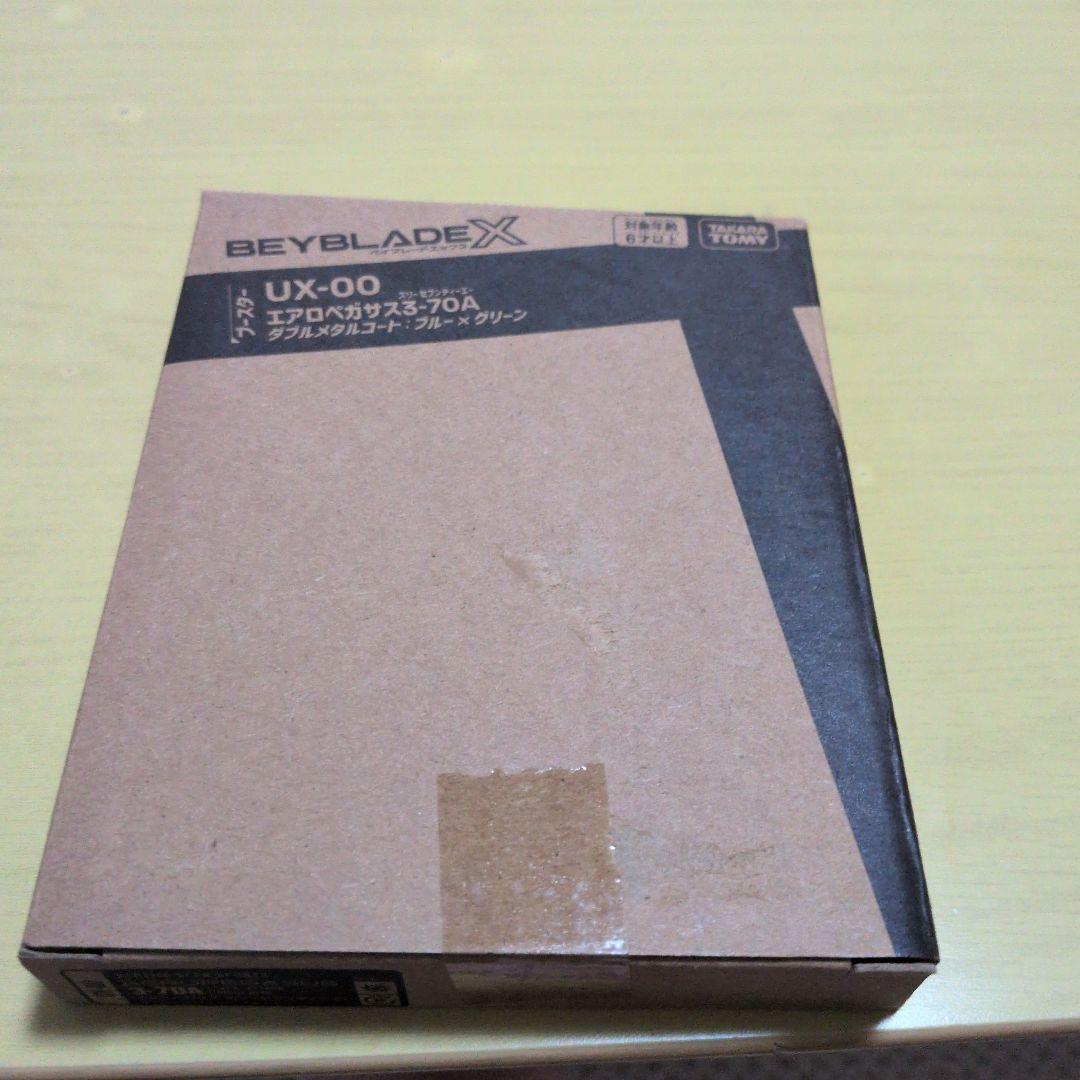 BEYBLADE X
ベイブレードエックス
対象年齢
6才以上
TAKARA
TOMY
ブースター
UX-00
スリーセブンティーエー
エアロペガサス3-70A
ダブルメタルコート:ブルー×グリーン
3-70A